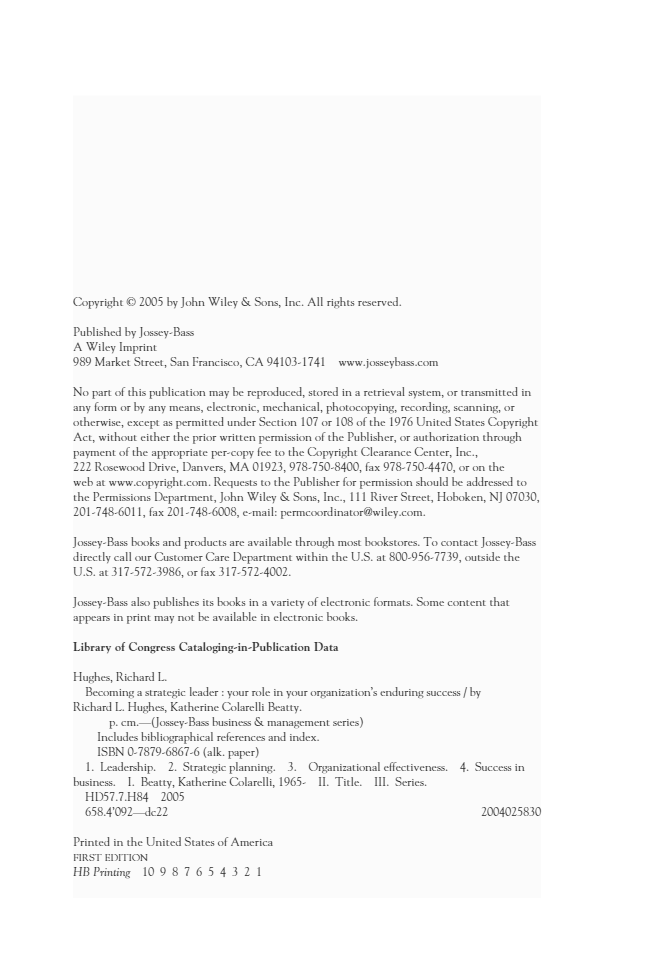 Copyright © 2005 by John Wiley & Sons, Inc. All rights reserved.
Published by Jossey-Bass
A Wiley Imprint
989 Market Street, San Francisco, CA 94103-1741    www.josseybass.com
No part of this publication may be reproduced, stored in a retrieval system, or transmitted in
any form or by any means, electronic, mechanical, photocopying, recording, scanning, or
otherwise, except as permitted under Section 107 or 108 of the 1976 United States Copyright
Act, without either the prior written permission of the Publisher, or authorization through
payment of the appropriate per-copy fee to the Copyright Clearance Center, Inc.,
222 Rosewood Drive, Danvers, MA 01923, 978-750-8400, fax 978-750-4470, or on the
web at www.copyright.com. Requests to the Publisher for permission should be addressed to
the Permissions Department, John Wiley & Sons, Inc., 111 River Street, Hoboken, NJ 07030,
201-748-6011, fax 201-748-6008, e-mail: permcoordinator@wiley.com.
Jossey-Bass books and products are available through most bookstores. To contact Jossey-Bass
directly call our Customer Care Department within the U.S. at 800-956-7739, outside the
U.S. at 317-572-3986, or fax 317-572-4002.
Jossey-Bass also publishes its books in a variety of electronic formats. Some content that
appears in print may not be available in electronic books.
Library of Congress Cataloging-in-Publication Data
Hughes, Richard L.
Becoming a strategic leader : your role in your organization's enduring success / by
Richard L. Hughes, Katherine Colarelli Beatty.
p. cm.—(Jossey-Bass business & management series)
Includes bibliographical references and index.
ISBN 0-7879-6867-6 (alk. paper)
1. Leadership.  2. Strategic planning.  3. Organizational effectiveness.  4. Success in
business.  I. Beatty, Katherine Colarelli, 1965-  II. Title.  III. Series.
HD57.7.H84  2005
658.4'092—dc22    2004025830
Printed in the United States of America
FIRST EDITION
HB Printing  10 9 8 7 6 5 4 3 2 1